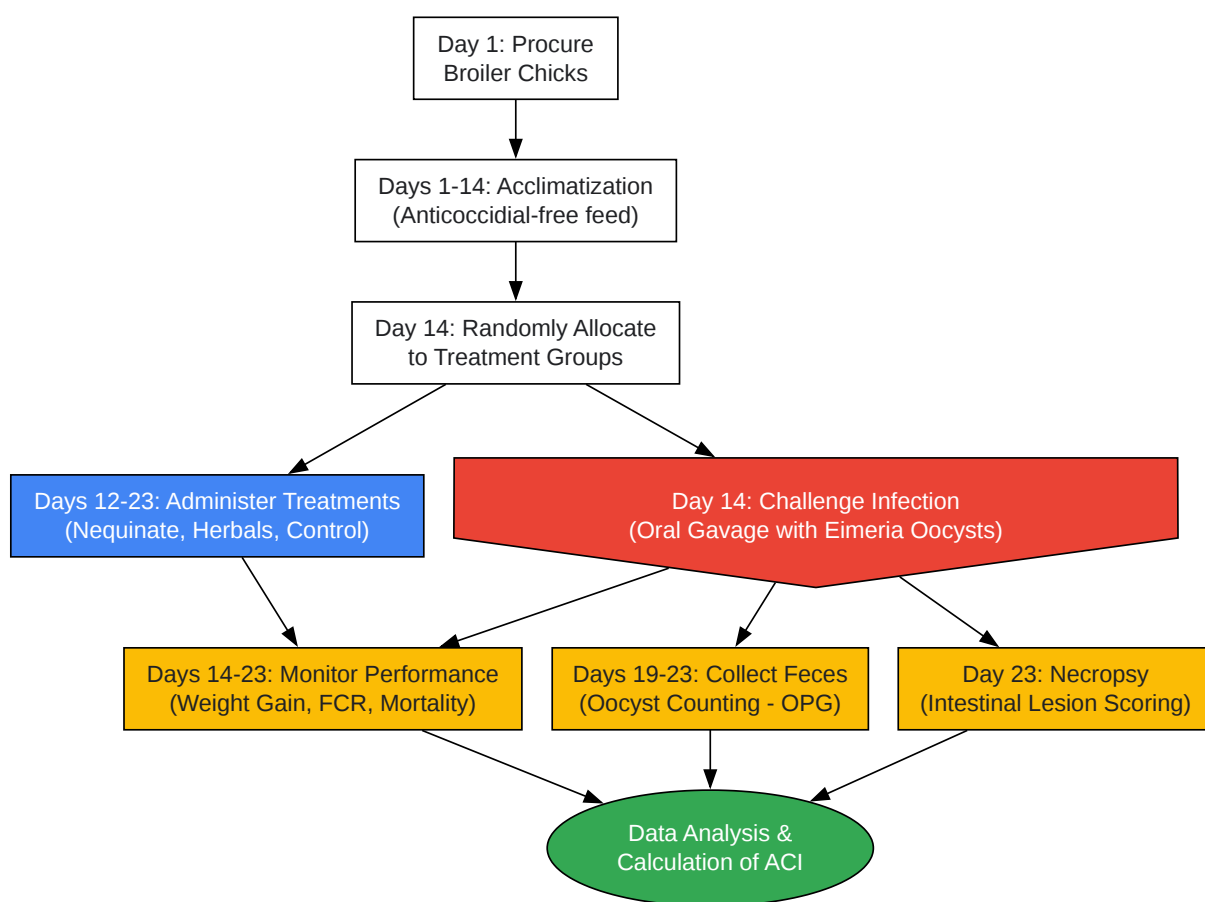 Day 1: Procure
Broiler Chicks
Days 1-14: Acclimatization
(Anticoccidial-free feed)
Day 14: Randomly Allocate
to Treatment Groups
Days 12-23: Administer Treatments
(Nequinate, Herbals, Control)
Day 14: Challenge Infection
(Oral Gavage with Eimeria Oocysts)
Days 14-23: Monitor Performance
(Weight Gain, FCR, Mortality)
Days 19-23: Collect Feces
(Oocyst Counting - OPG)
Day 23: Necropsy
(Intestinal Lesion Scoring)
Data Analysis &
Calculation of ACI